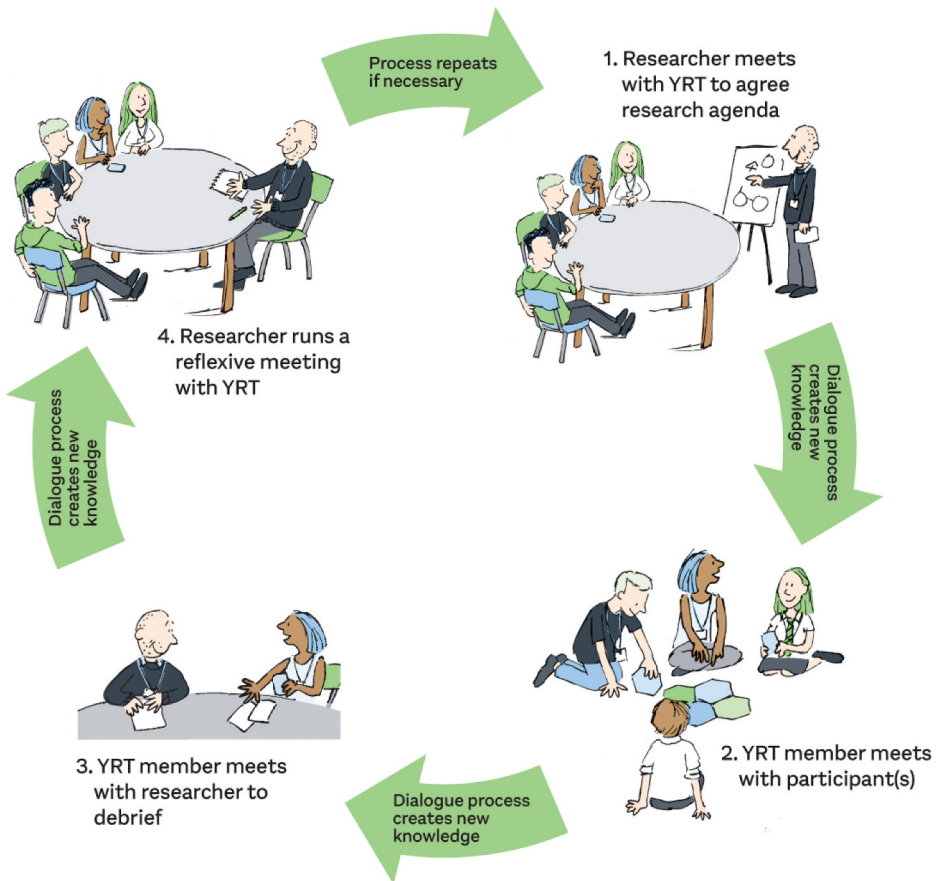 Process repeats
if necessary
1. Researcher meets
with YRT to agree
research agenda
Dialogue process
creates new
knowledge
2. YRT member meets
with participant(s)
Dialogue process
creates new
knowledge
3. YRT member meets
with researcher to
debrief
Dialogue process
creates new
knowledge
4. Researcher runs a
reflexive meeting
with YRT